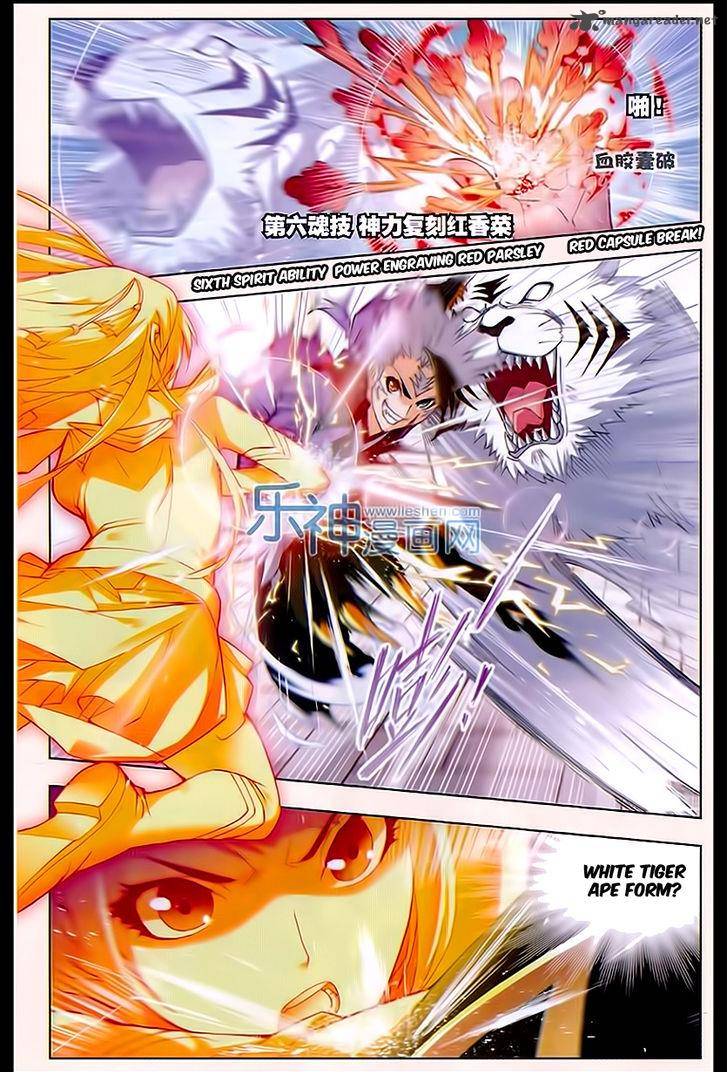 mangareader.net
啪!
血胶囊破
第六魂技 神力复刻红香菜
SIXTH SPIRIT ABILITY POWER ENGRAVING RED PARSLEY RED CAPSULE BREAK!
www.leshen.com
乐神漫画网
WHITE TIGER
APE FORM?